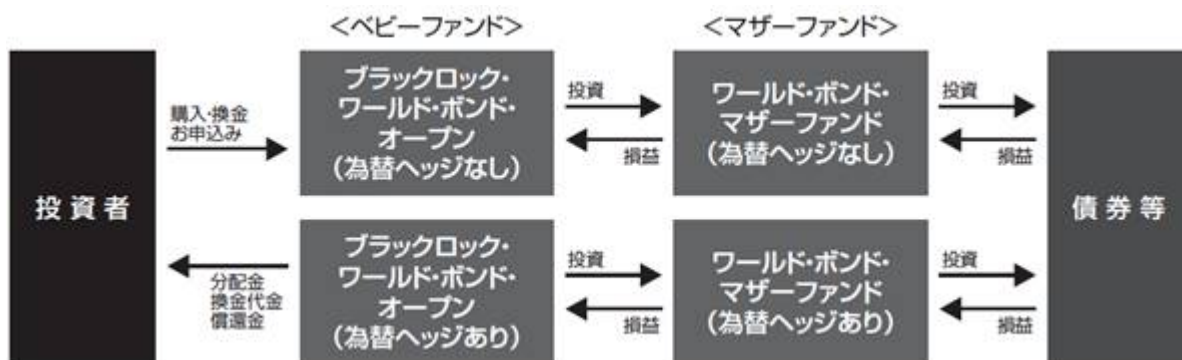 <ベビーファンド>
<マザーファンド>
投資者
購入・換金
お申込み
ブラックロック・
ワールド・ボンド・
オープン
(為替ヘッジなし)
投資
損益
ワールド・ボンド・
マザーファンド
(為替ヘッジなし)
投資
損益
債券等
分配金
換金代金
償還金
ブラックロック・
ワールド・ボンド・
オープン
(為替ヘッジあり)
投資
損益
ワールド・ボンド・
マザーファンド
(為替ヘッジあり)
投資
損益